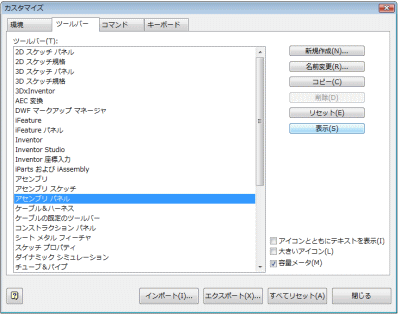 カスタマイズ
環境 ツールバー コマンド キーボード
ツールバー(T):
2D スケッチ パネル
2D スケッチ規格
3D スケッチ パネル
3D スケッチ規格
3DxInventor
AEC 変換
DWF マークアップ マネージャ
iFeature
iFeature パネル
Inventor
Inventor Studio
Inventor 座標入力
iParts および iAssembly
アセンブリ
アセンブリ スケッチ
アセンブリ パネル
ケーブル＆ハーネス
ケーブルの既定のツールバー
コンストラクション パネル
シート メタル フィーチャ
スケッチ プロパティ
ダイナミック シミュレーション
チューブ＆パイプ
新規作成(N)...
名前変更(R)...
コピー(C)
削除(D)
リセット(E)
表示(S)
アイコンとともにテキストを表示(I)
大きいアイコン(L)
容量メータ(M)
インポート(I)... エクスポート(X)... すべてリセット(A) 閉じる